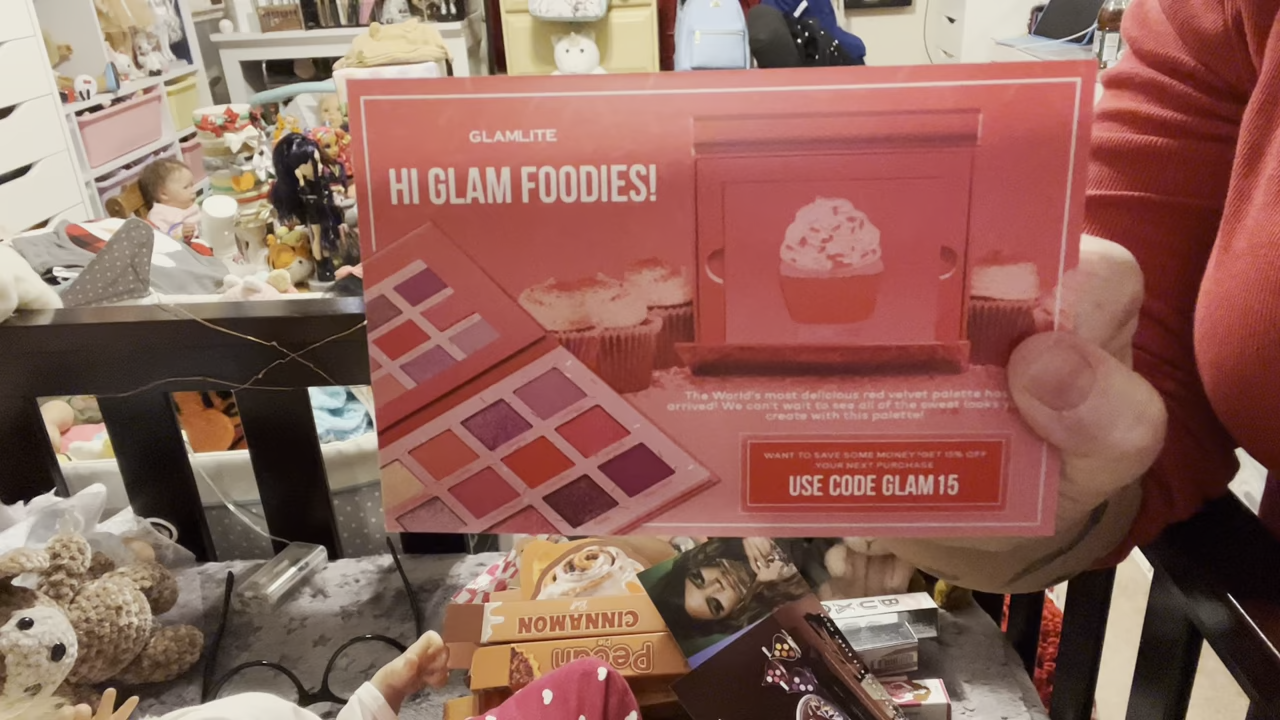 GLAMLITE
HI GLAM FOODIES!
The World's most delicious red velvet palette has
arrived! We can't wait to see all of the sweet looks
create with this palette!
WANT TO SAVE SOME MONEY? GET 15% OFF
YOUR NEXT PURCHASE
USE CODE GLAM15
CINNAMON
Pecan
Pie
BUX